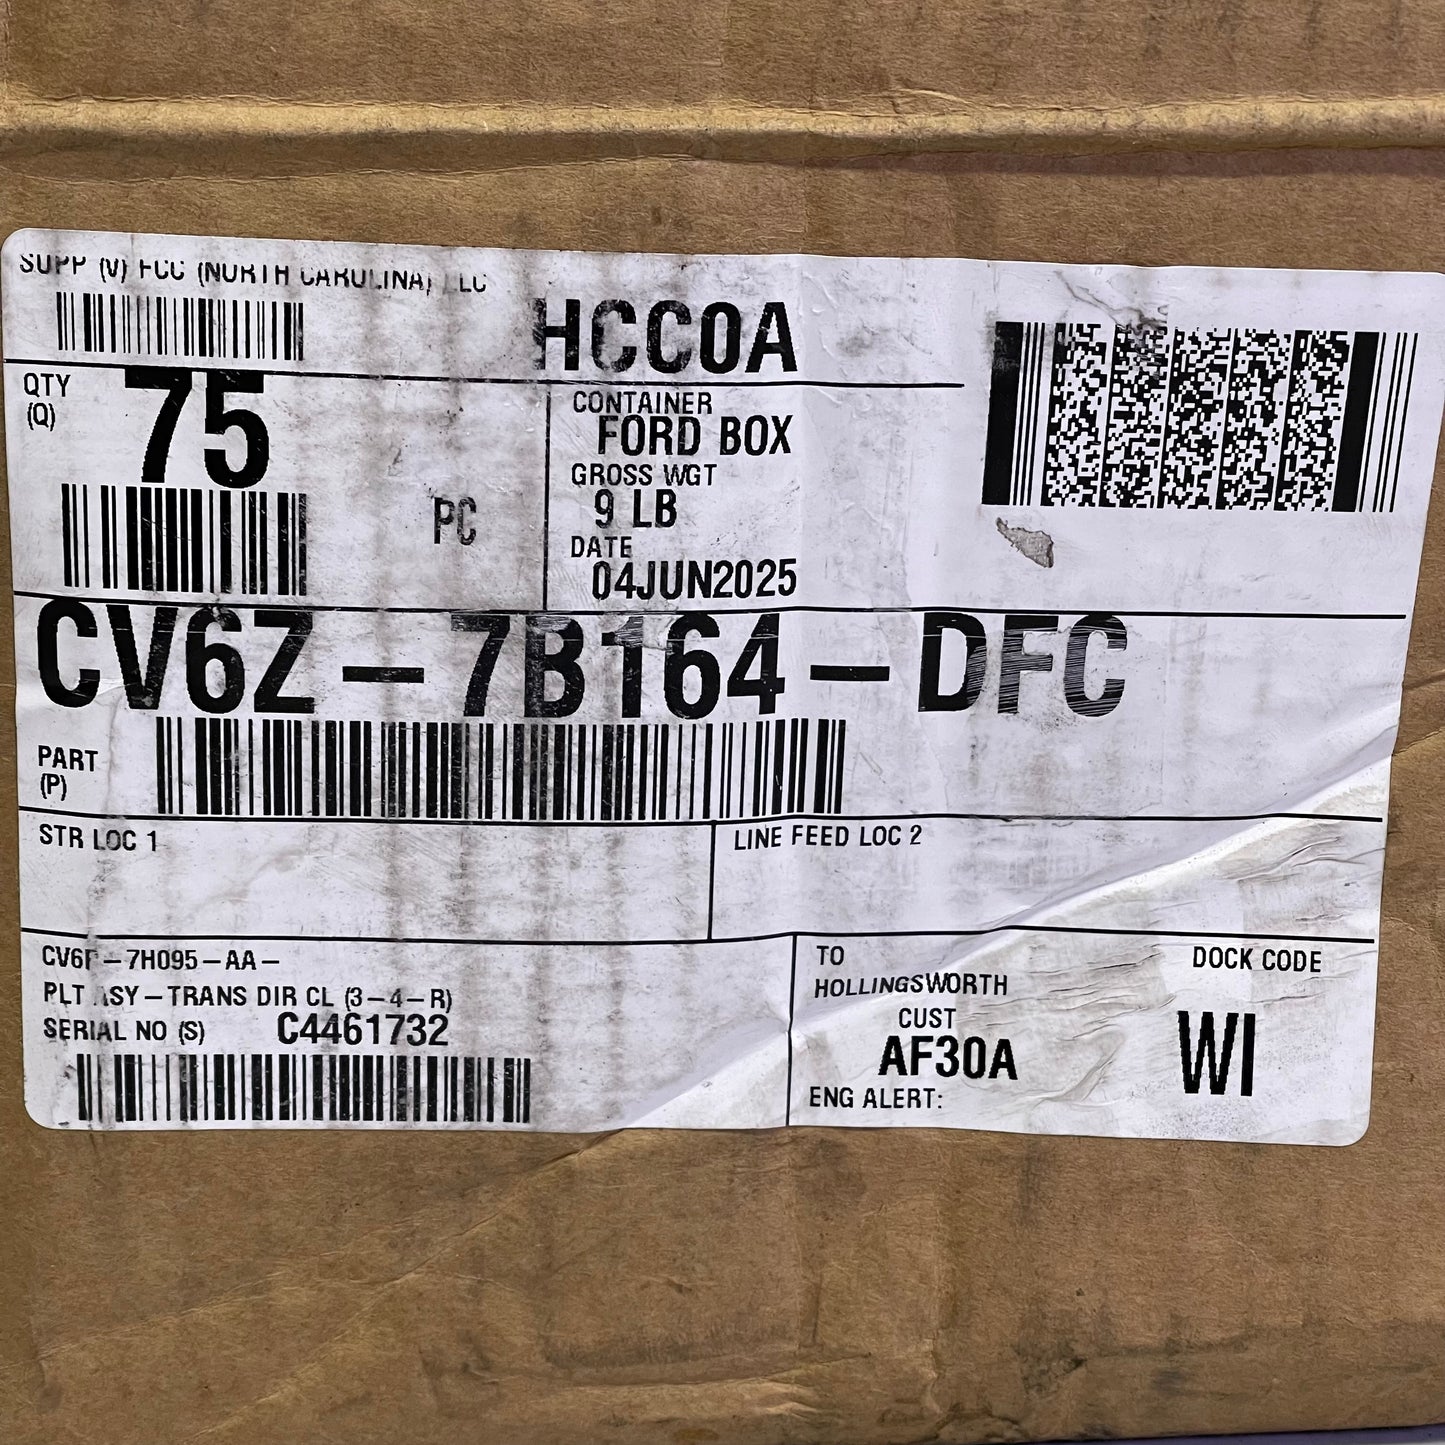 SUPP (V) FCC (NORTH CAROLINA) LLC
HCC0A
QTY
(Q)
75
PC
CONTAINER
FORD BOX
GROSS WGT
9 LB
DATE
04JUN2025
CV6Z-7B164-DFC
PART
(P)
STR LOC 1
LINE FEED LOC 2
CV6P-7H095-AA-
PLT ASY-TRANS DIR CL (3-4-R)
SERIAL NO (S) C4461732
TO
HOLLINGSWORTH
CUST
AF30A
ENG ALERT:
DOCK CODE
WI